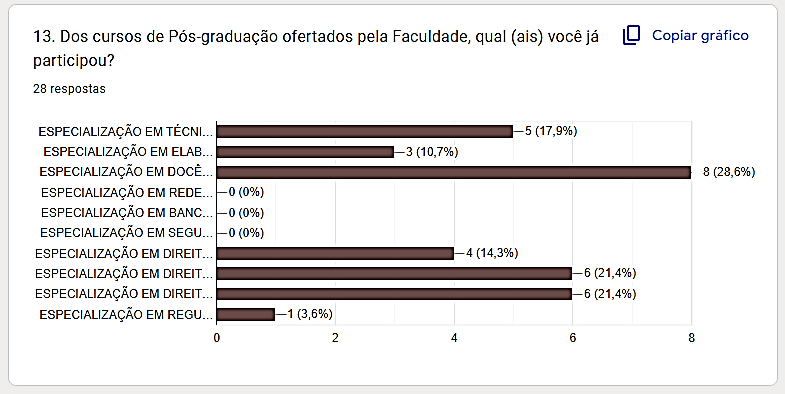 13. Dos cursos de Pós-graduação ofertados pela Faculdade, qual (ais) você já
participou?
Copiar gráfico
28 respostas
ESPECIALIZAÇÃO EM TÉCNI... 5 (17,9%)
ESPECIALIZAÇÃO EM ELAB... 3 (10,7%)
ESPECIALIZAÇÃO EM DOCÊ... 8 (28,6%)
ESPECIALIZAÇÃO EM REDE... 0 (0%)
ESPECIALIZAÇÃO EM BANC... 0 (0%)
ESPECIALIZAÇÃO EM SEGU... 0 (0%)
ESPECIALIZAÇÃO EM DIREIT... 4 (14,3%)
ESPECIALIZAÇÃO EM DIREIT... 6 (21,4%)
ESPECIALIZAÇÃO EM DIREIT... 6 (21,4%)
ESPECIALIZAÇÃO EM REGU... 1 (3,6%)
0 2 4 6 8